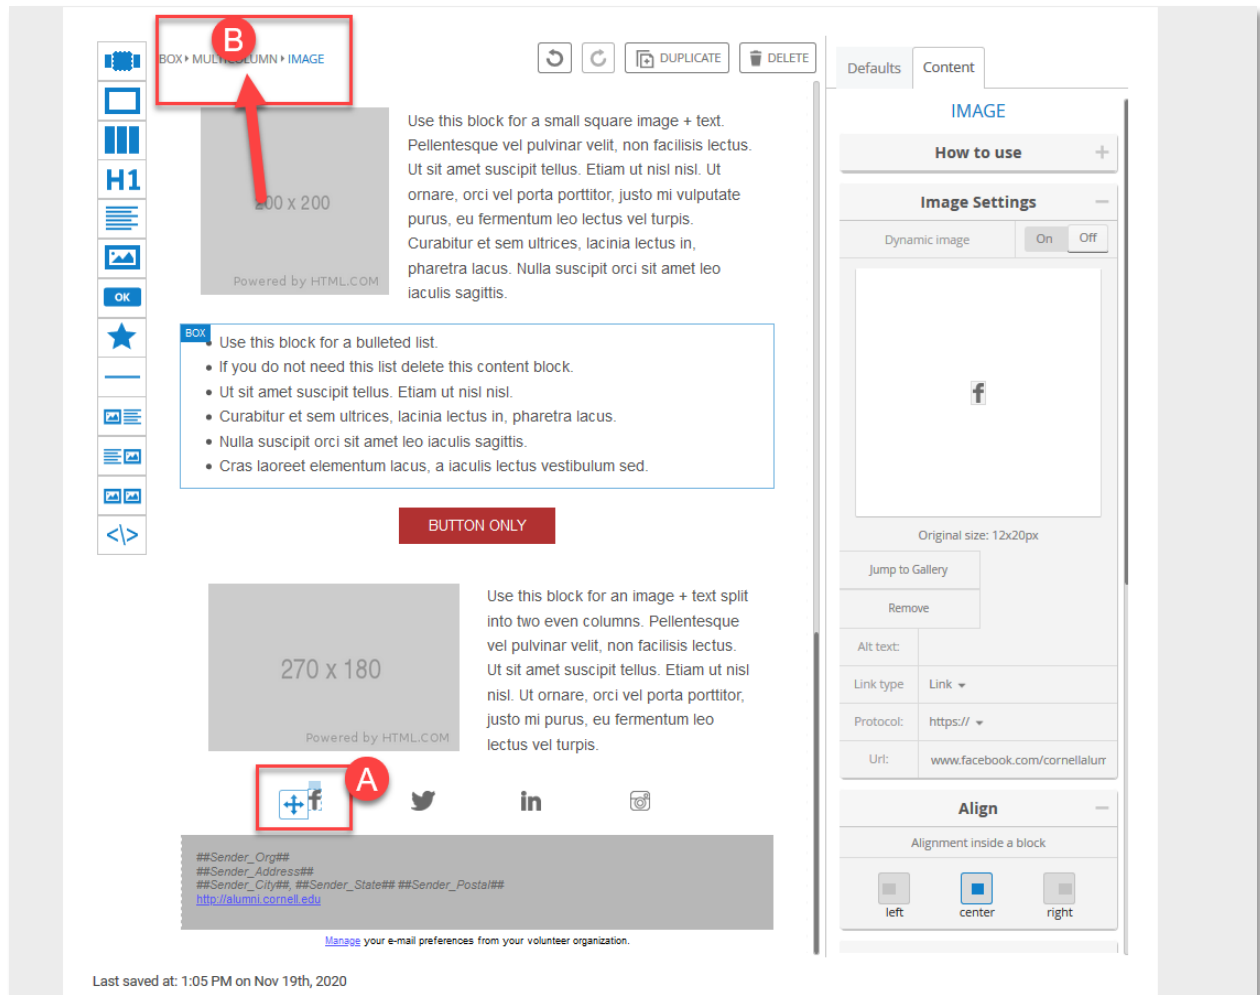 B
BOX ▸ MULTICOLUMN ▸ IMAGE
DUPLICATE
DELETE
H1
OK
</>
200 x 200
Powered by HTML.COM
Use this block for a small square image + text.
Pellentesque vel pulvinar velit, non facilisis lectus.
Ut sit amet suscipit tellus. Etiam ut nisl nisl. Ut
ornare, orci vel porta porttitor, justo mi vulputate
purus, eu fermentum leo lectus vel turpis.
Curabitur et sem ultrices, lacinia lectus in,
pharetra lacus. Nulla suscipit orci sit amet leo
iaculis sagittis.
BOX
• Use this block for a bulleted list.
• If you do not need this list delete this content block.
• Ut sit amet suscipit tellus. Etiam ut nisl nisl.
• Curabitur et sem ultrices, lacinia lectus in, pharetra lacus.
• Nulla suscipit orci sit amet leo iaculis sagittis.
• Cras laoreet elementum lacus, a iaculis lectus vestibulum sed.
BUTTON ONLY
270 x 180
Powered by HTML.COM
Use this block for an image + text split
into two even columns. Pellentesque
vel pulvinar velit, non facilisis lectus.
Ut sit amet suscipit tellus. Etiam ut nisl
nisl. Ut ornare, orci vel porta porttitor,
justo mi purus, eu fermentum leo
lectus vel turpis.
A
f
in
##Sender_Org##
##Sender_Address##
##Sender_City##, ##Sender_State## ##Sender_Postal##
http://alumni.cornell.edu
Manage your e-mail preferences from your volunteer organization.
Last saved at: 1:05 PM on Nov 19th, 2020
Defaults Content
IMAGE
How to use +
Image Settings −
Dynamic image On Off
f
Original size: 12x20px
Jump to Gallery
Remove
Alt text:
Link type Link
Protocol: https://
Url: www.facebook.com/cornellalum
Align −
Alignment inside a block
left center right